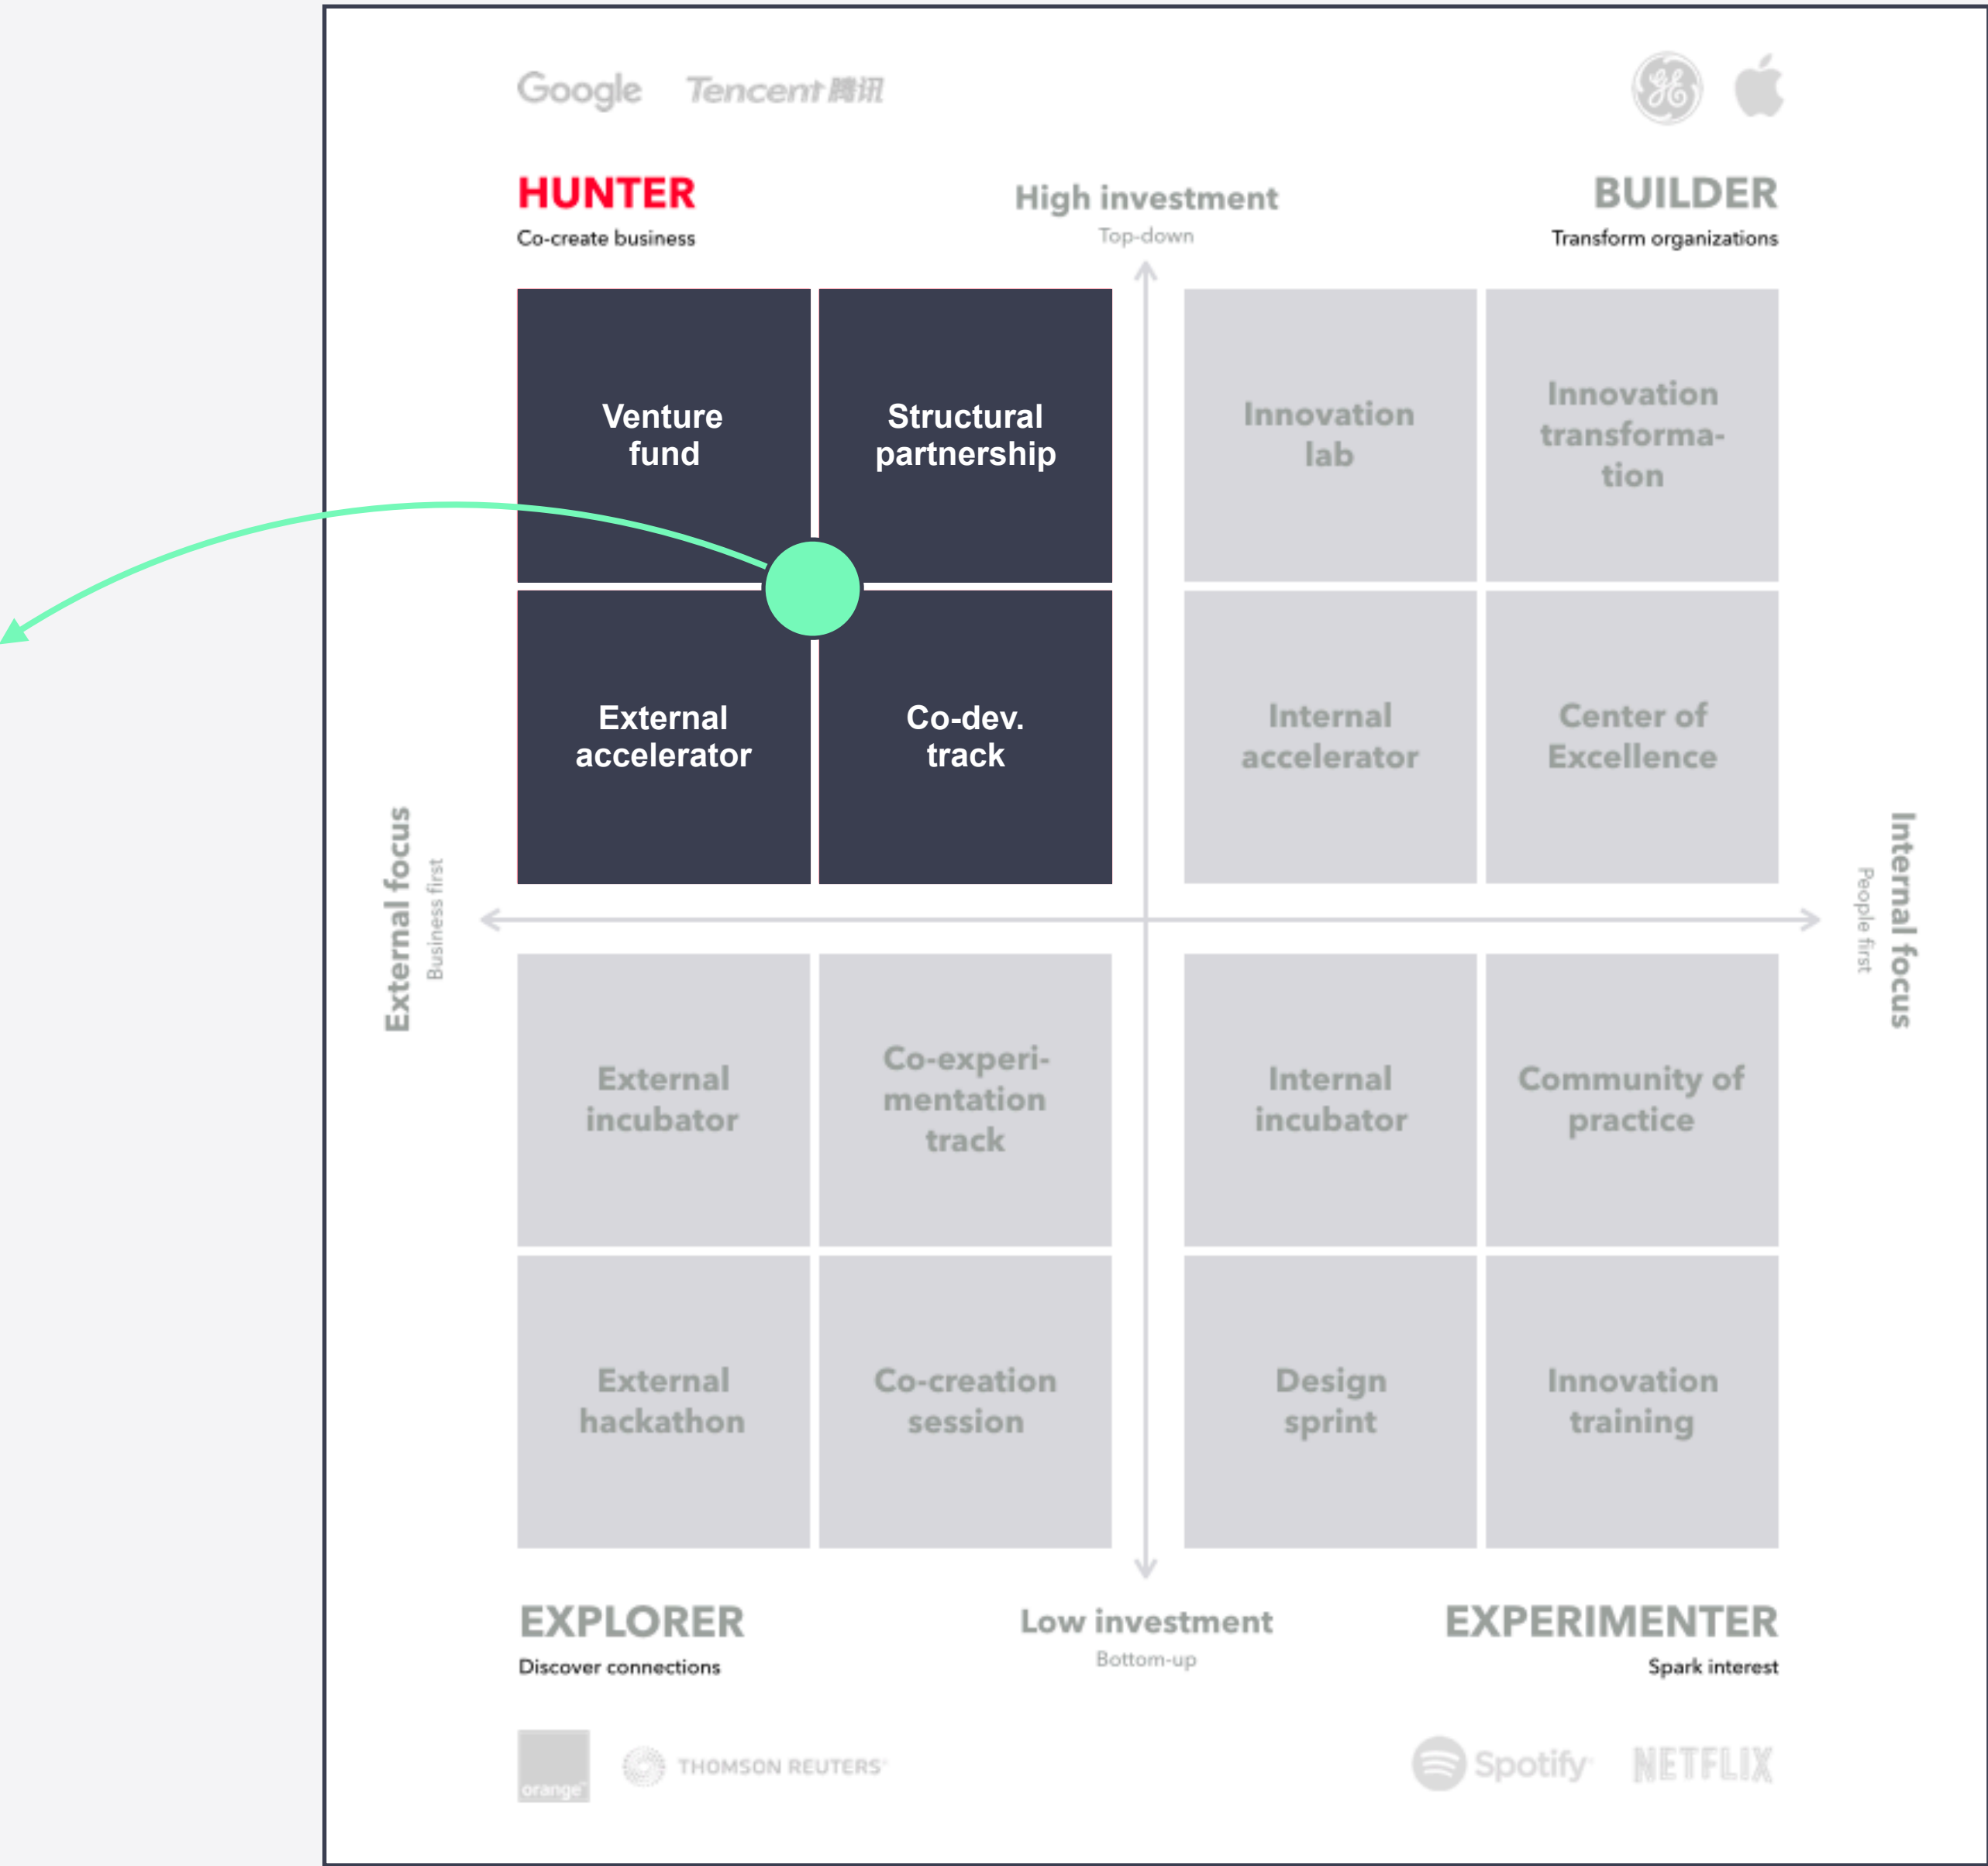 Google Tencent 腾讯
GE
HUNTER
Co-create business
High investment
Top-down
BUILDER
Transform organizations
Venture
fund
Structural
partnership
Innovation
lab
Innovation
transforma-
tion
External
accelerator
Co-dev.
track
Internal
accelerator
Center of
Excellence
External focus
Business first
People first
Internal focus
External
incubator
Co-experi-
mentation
track
Internal
incubator
Community of
practice
External
hackathon
Co-creation
session
Design
sprint
Innovation
training
EXPLORER
Discover connections
Low investment
Bottom-up
EXPERIMENTER
Spark interest
orange™
THOMSON REUTERS®
Spotify®
NETFLIX